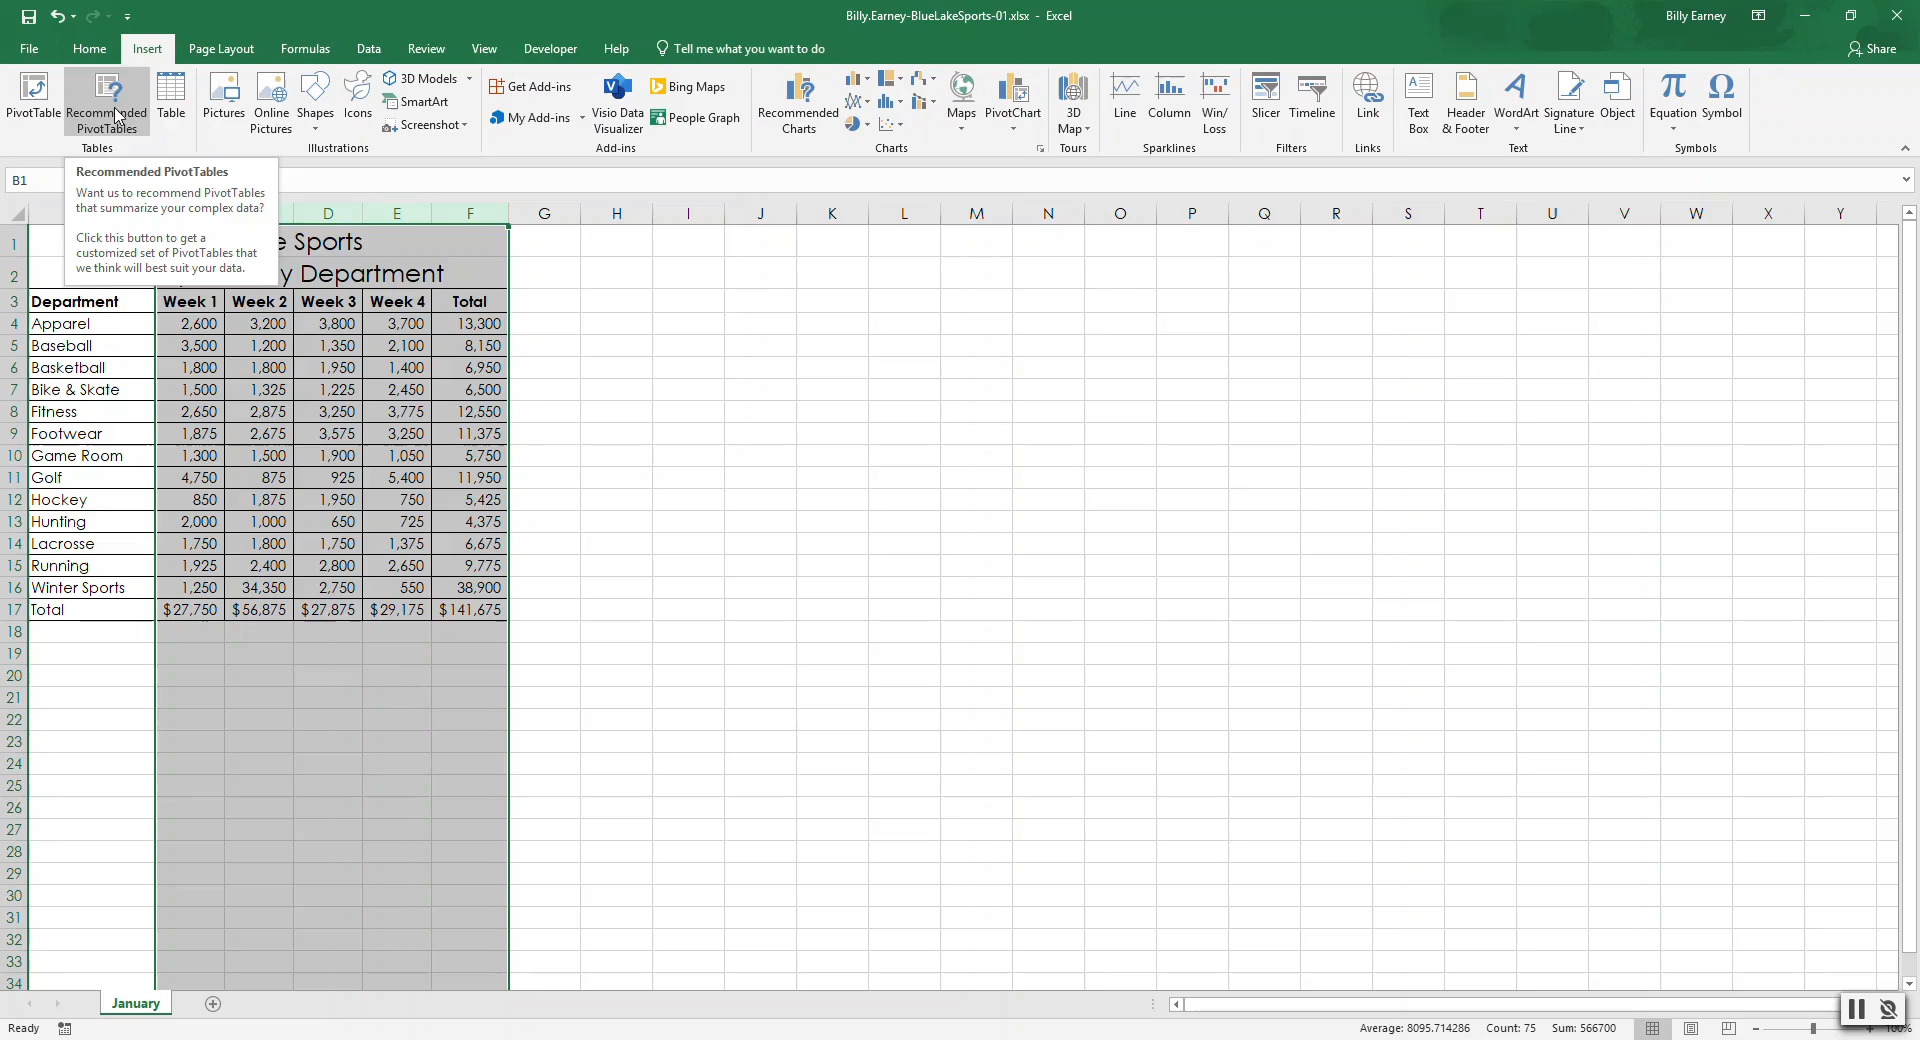 Billy.Earney-BlueLakeSports-01.xlsx - Excel
Billy Earney
File Home Insert Page Layout Formulas Data Review View Developer Help Tell me what you want to do Share
PivotTable
Recommended PivotTables
Table
Tables
Pictures
Online Pictures
Shapes
Icons
3D Models
SmartArt
Screenshot
Illustrations
Get Add-ins
My Add-ins
Visio Data Visualizer
Bing Maps
People Graph
Add-ins
Recommended Charts
Maps
PivotChart
Charts
3D Map
Tours
Line
Column
Win/ Loss
Sparklines
Slicer
Timeline
Filters
Link
Links
Text Box
Header & Footer
WordArt
Signature Line
Object
Text
Equation
Symbol
Symbols
B1
Recommended PivotTables
Want us to recommend PivotTables
that summarize your complex data?
Click this button to get a
customized set of PivotTables that
we think will best suit your data.
D E F G H I J K L M N O P Q R S T U V W X Y
1 e Sports
2 y Department
3 Department Week 1 Week 2 Week 3 Week 4 Total
4 Apparel 2,600 3,200 3,800 3,700 13,300
5 Baseball 3,500 1,200 1,350 2,100 8,150
6 Basketball 1,800 1,800 1,950 1,400 6,950
7 Bike & Skate 1,500 1,325 1,225 2,450 6,500
8 Fitness 2,650 2,875 3,250 3,775 12,550
9 Footwear 1,875 2,675 3,575 3,250 11,375
10 Game Room 1,300 1,500 1,900 1,050 5,750
11 Golf 4,750 875 925 5,400 11,950
12 Hockey 850 1,875 1,950 750 5,425
13 Hunting 2,000 1,000 650 725 4,375
14 Lacrosse 1,750 1,800 1,750 1,375 6,675
15 Running 1,925 2,400 2,800 2,650 9,775
16 Winter Sports 1,250 34,350 2,750 550 38,900
17 Total $27,750 $56,875 $27,875 $29,175 $141,675
18
19
20
21
22
23
24
25
26
27
28
29
30
31
32
33
34
January
Ready
Average: 8095.714286 Count: 75 Sum: 566700
100%